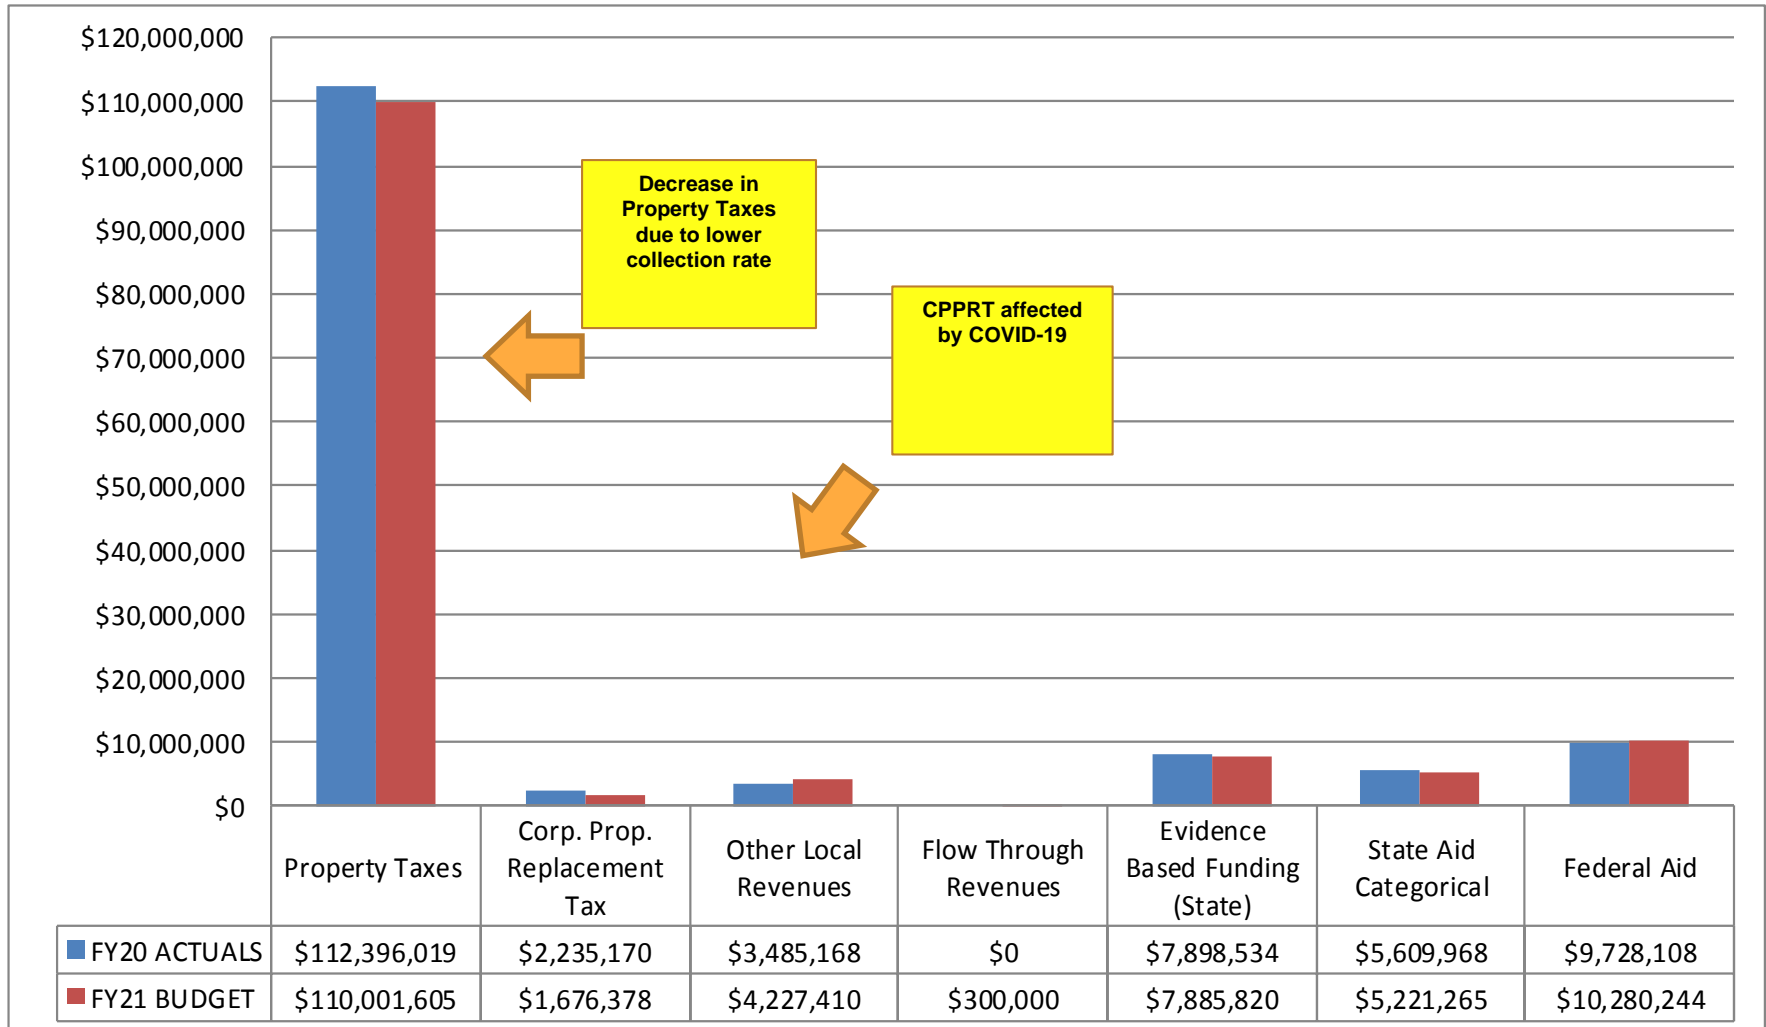 $120,000,000
$110,000,000
$100,000,000
$90,000,000
$80,000,000
$70,000,000
$60,000,000
$50,000,000
$40,000,000
$30,000,000
$20,000,000
$10,000,000
$0
Decrease in
Property Taxes
due to lower
collection rate
CPPRT affected
by COVID-19
Property Taxes
Corp. Prop.
Replacement
Tax
Other Local
Revenues
Flow Through
Revenues
Evidence
Based Funding
(State)
State Aid
Categorical
Federal Aid
FY20 ACTUALS $112,396,019 $2,235,170 $3,485,168 $0 $7,898,534 $5,609,968 $9,728,108
FY21 BUDGET $110,001,605 $1,676,378 $4,227,410 $300,000 $7,885,820 $5,221,265 $10,280,244